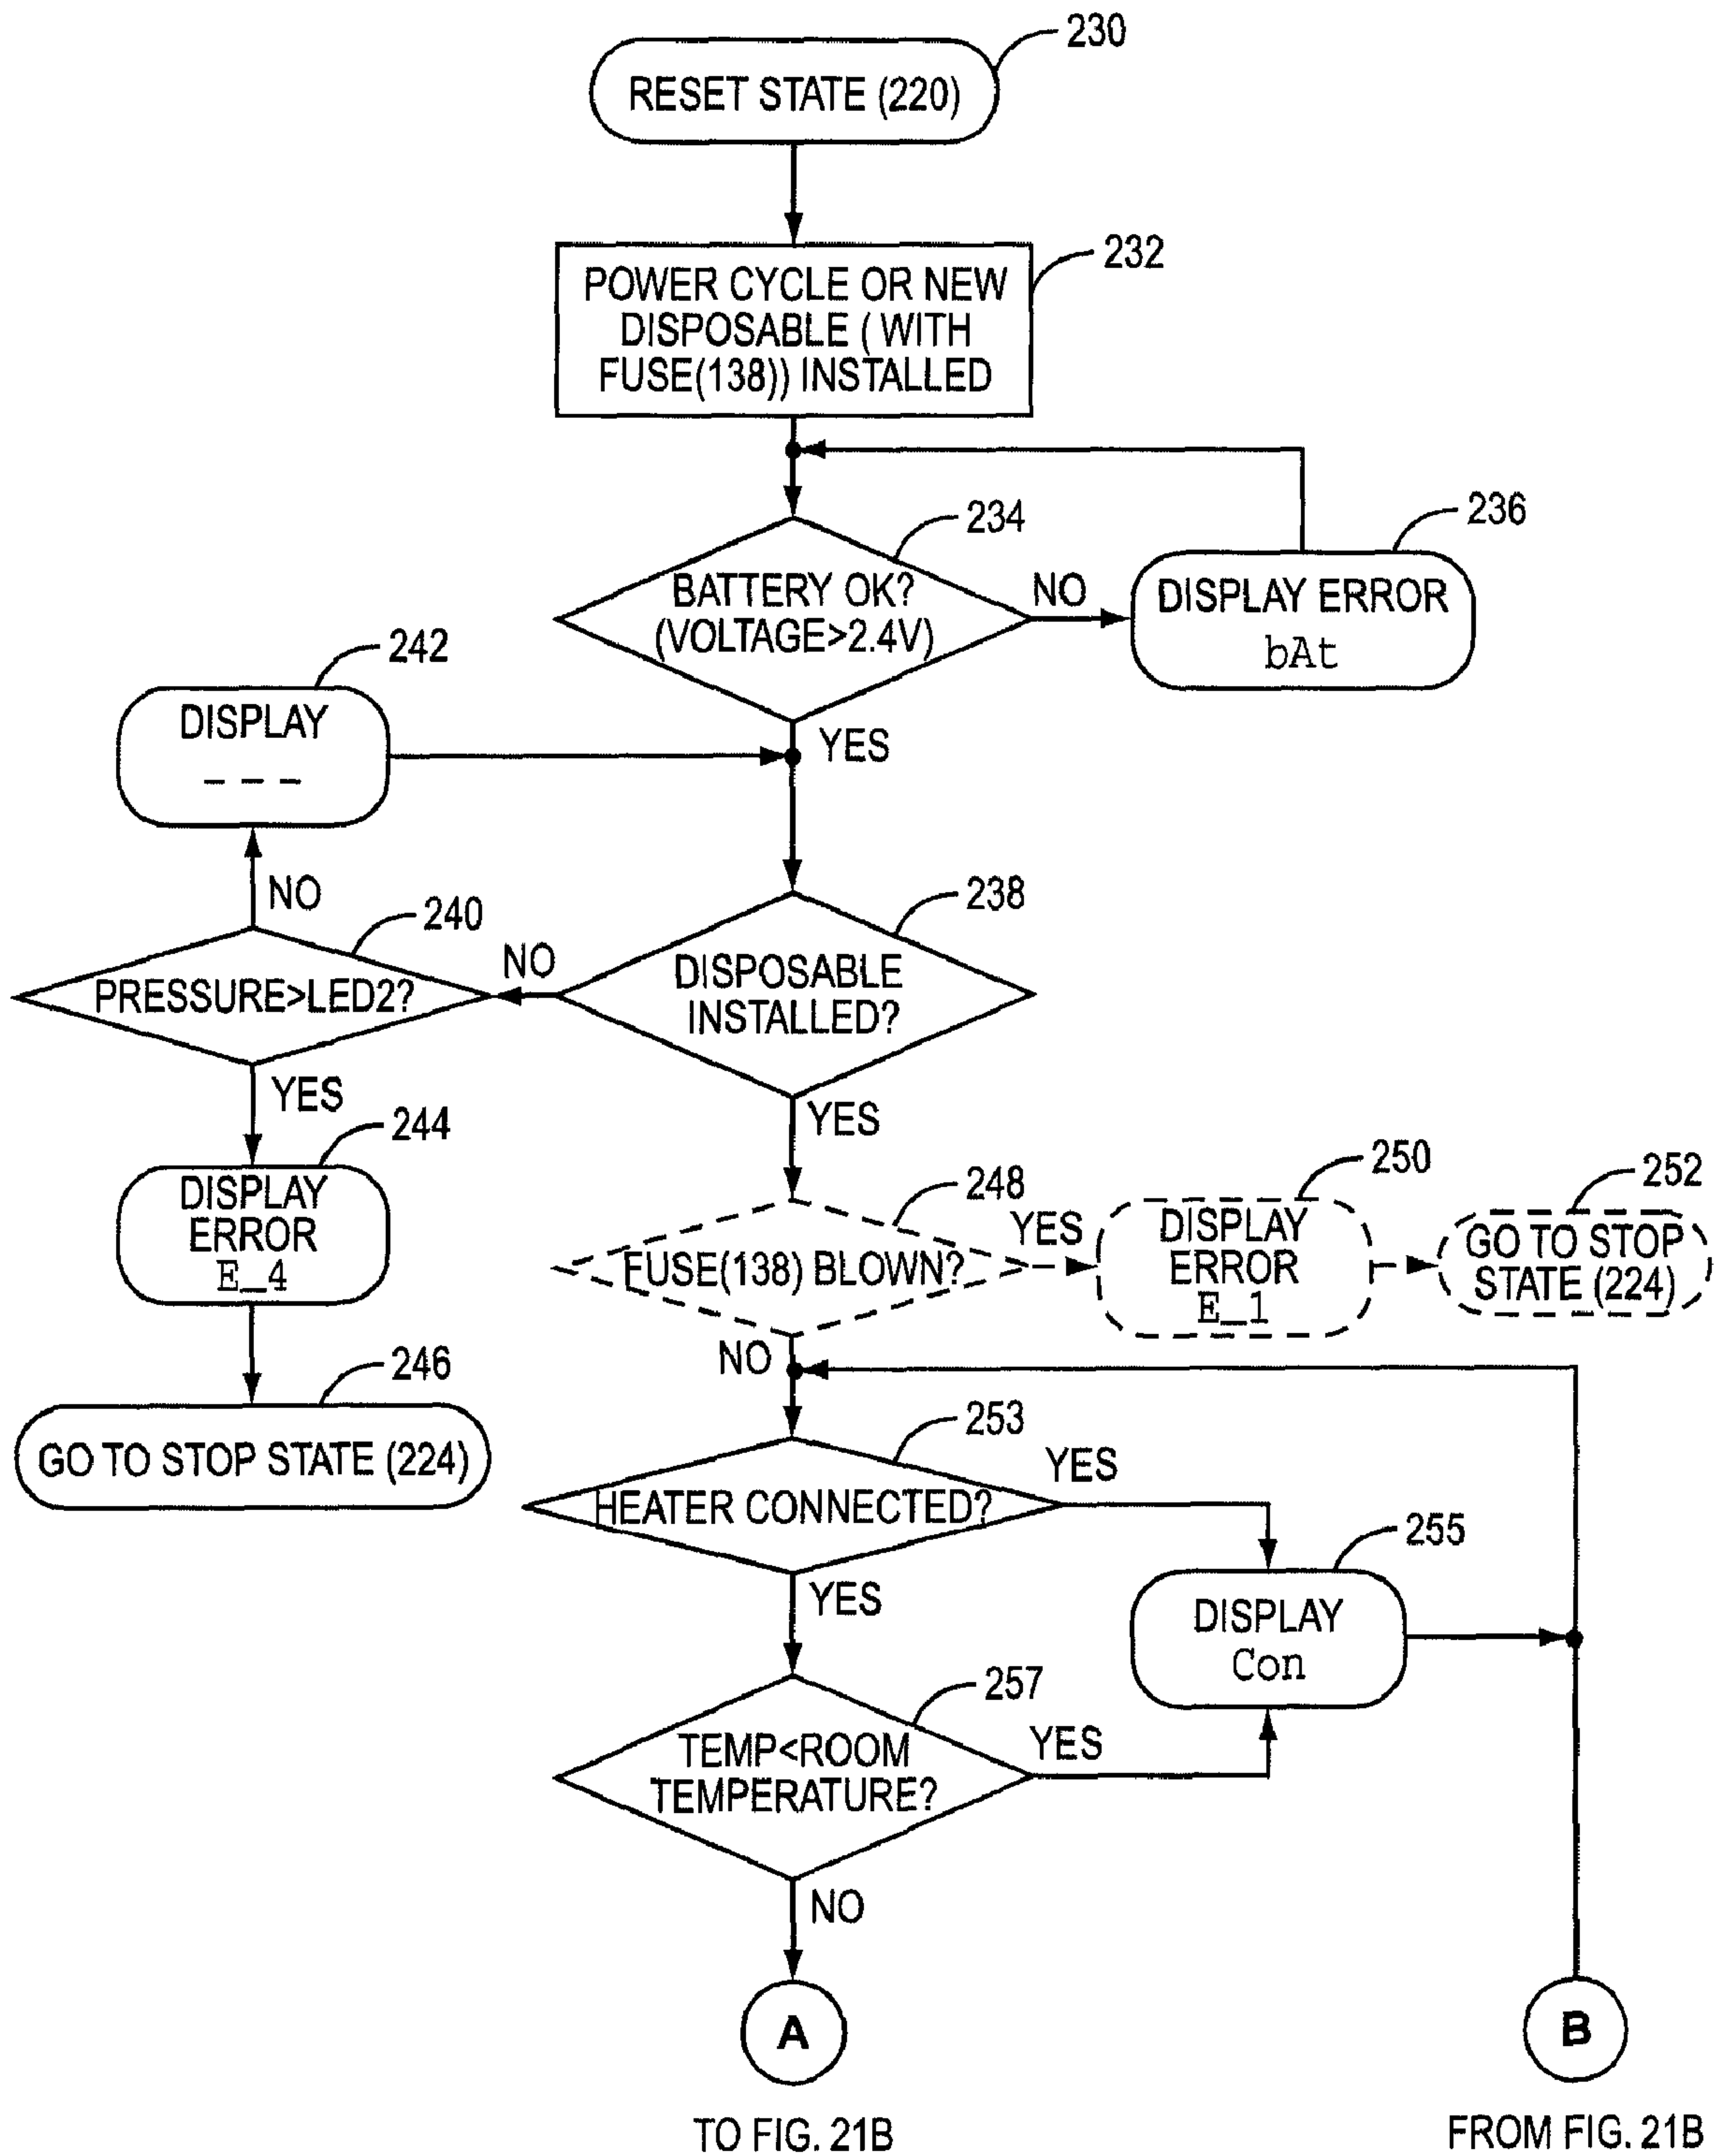 230
RESET STATE (220)
232
POWER CYCLE OR NEW
DISPOSABLE ( WITH
FUSE(138)) INSTALLED
234
BATTERY OK?
(VOLTAGE>2.4V)
NO
236
DISPLAY ERROR
bAt
YES
242
DISPLAY
– – –
NO
240
PRESSURE>LED2?
NO
238
DISPOSABLE
INSTALLED?
YES
244
DISPLAY
ERROR
E_4
246
GO TO STOP STATE (224)
YES
248
FUSE(138) BLOWN?
YES
250
DISPLAY
ERROR
E_1
252
GO TO STOP
STATE (224)
NO
253
HEATER CONNECTED?
YES
255
DISPLAY
Con
YES
257
TEMP<ROOM
TEMPERATURE?
YES
NO
A
TO FIG. 21B
B
FROM FIG. 21B